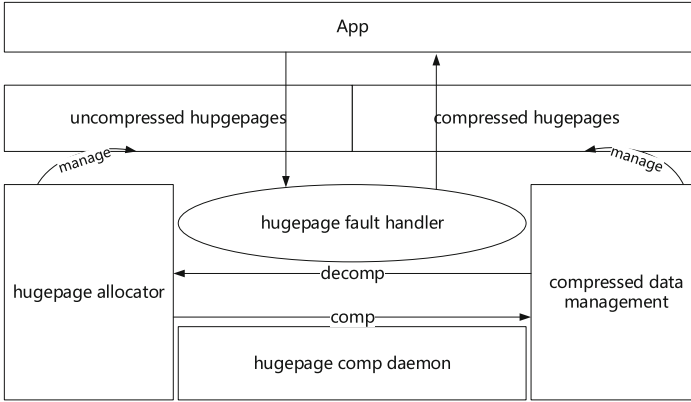 App
uncompressed hupgepages
compressed hugepages
manage
manage
hugepage fault handler
decomp
hugepage allocator
compressed data
management
comp
hugepage comp daemon